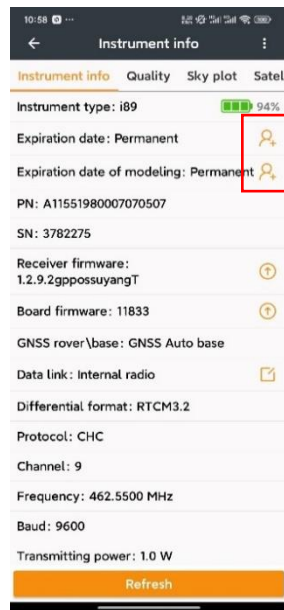 10:58
Instrument info
Instrument info Quality Sky plot Satel
Instrument type: i89 94%
Expiration date: Permanent
Expiration date of modeling: Permanent
PN: A11551980007070507
SN: 3782275
Receiver firmware:
1.2.9.2gppossuyangT
Board firmware: 11833
GNSS rover\base: GNSS Auto base
Data link: Internal radio
Differential format: RTCM3.2
Protocol: CHC
Channel: 9
Frequency: 462.5500 MHz
Baud: 9600
Transmitting power: 1.0 W
Refresh